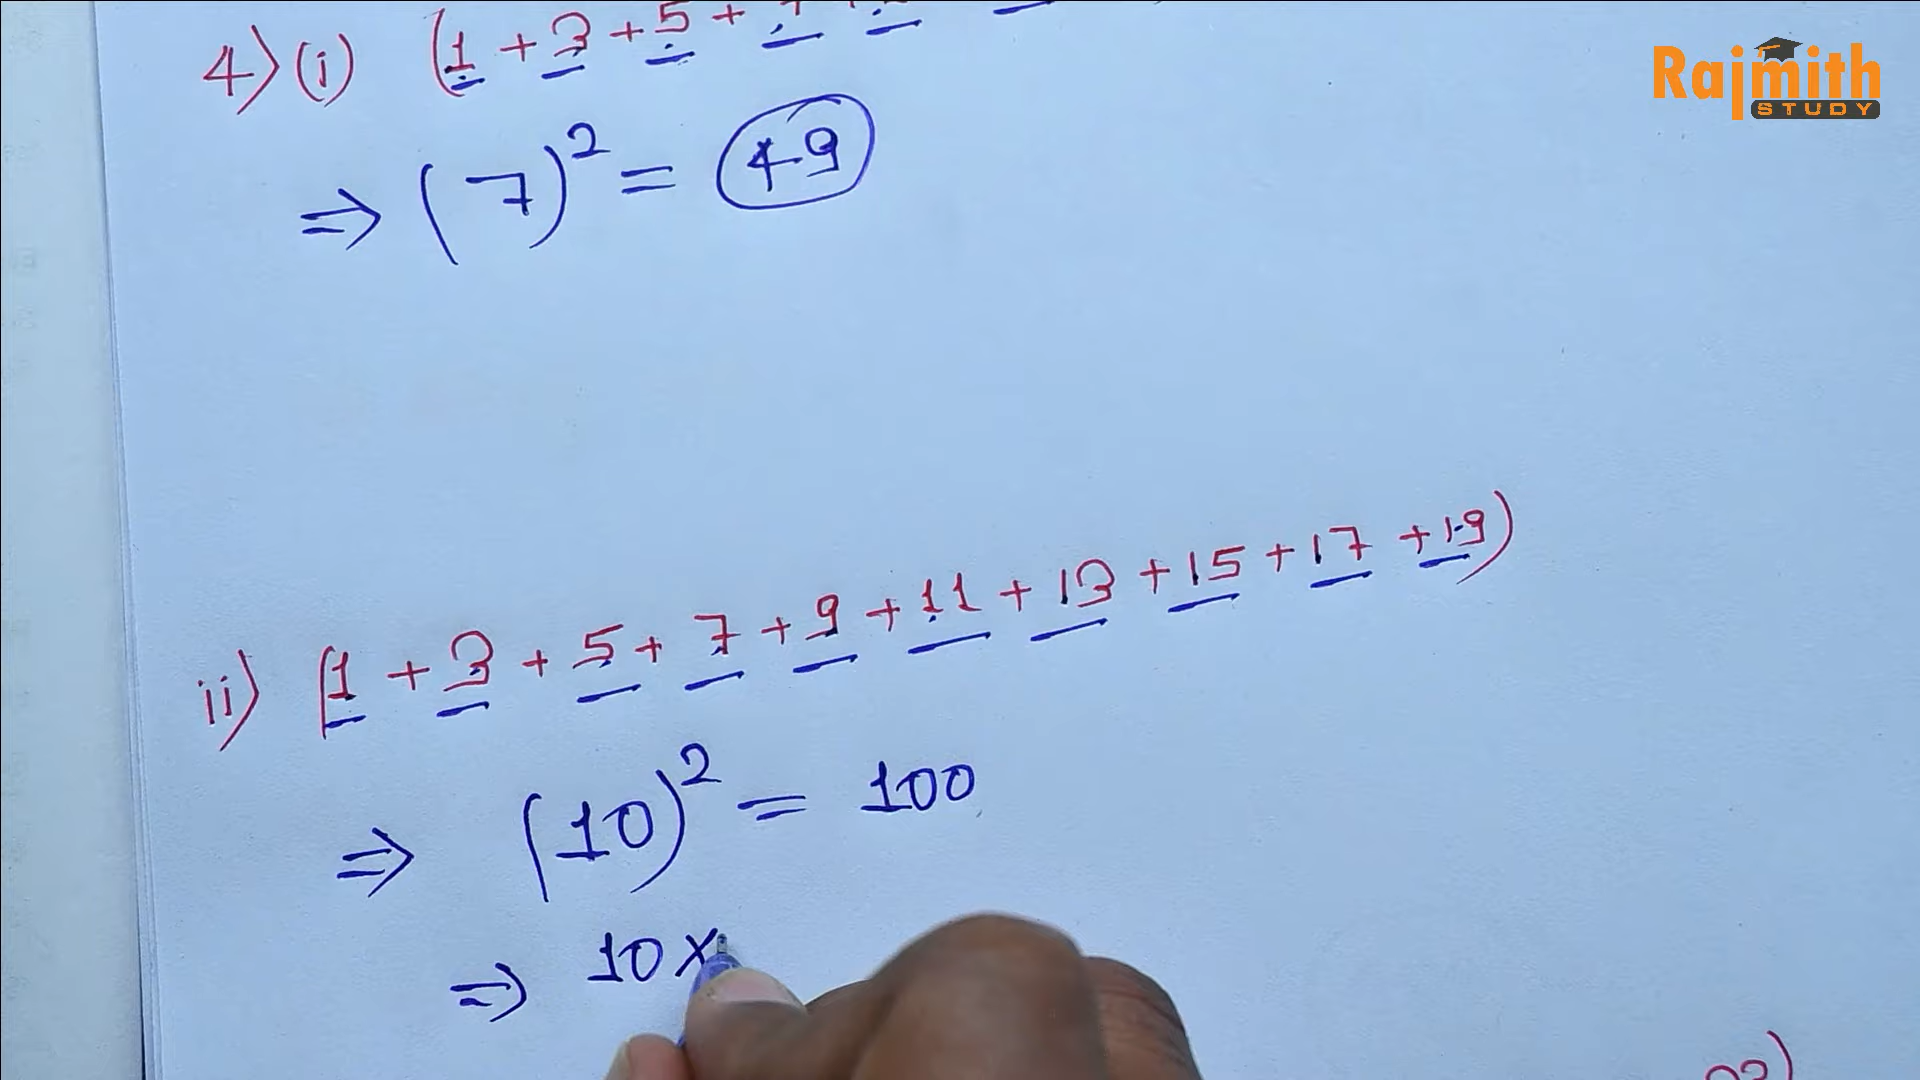 4) (i) (1 + 3 + 5 +
Rajmith
STUDY
⇒ (7)² = 49
ii) (1 + 3 + 5 + 7 + 9 + 11 + 13 + 15 + 17 + 19)
⇒ (10)² = 100
⇒ 10 ×